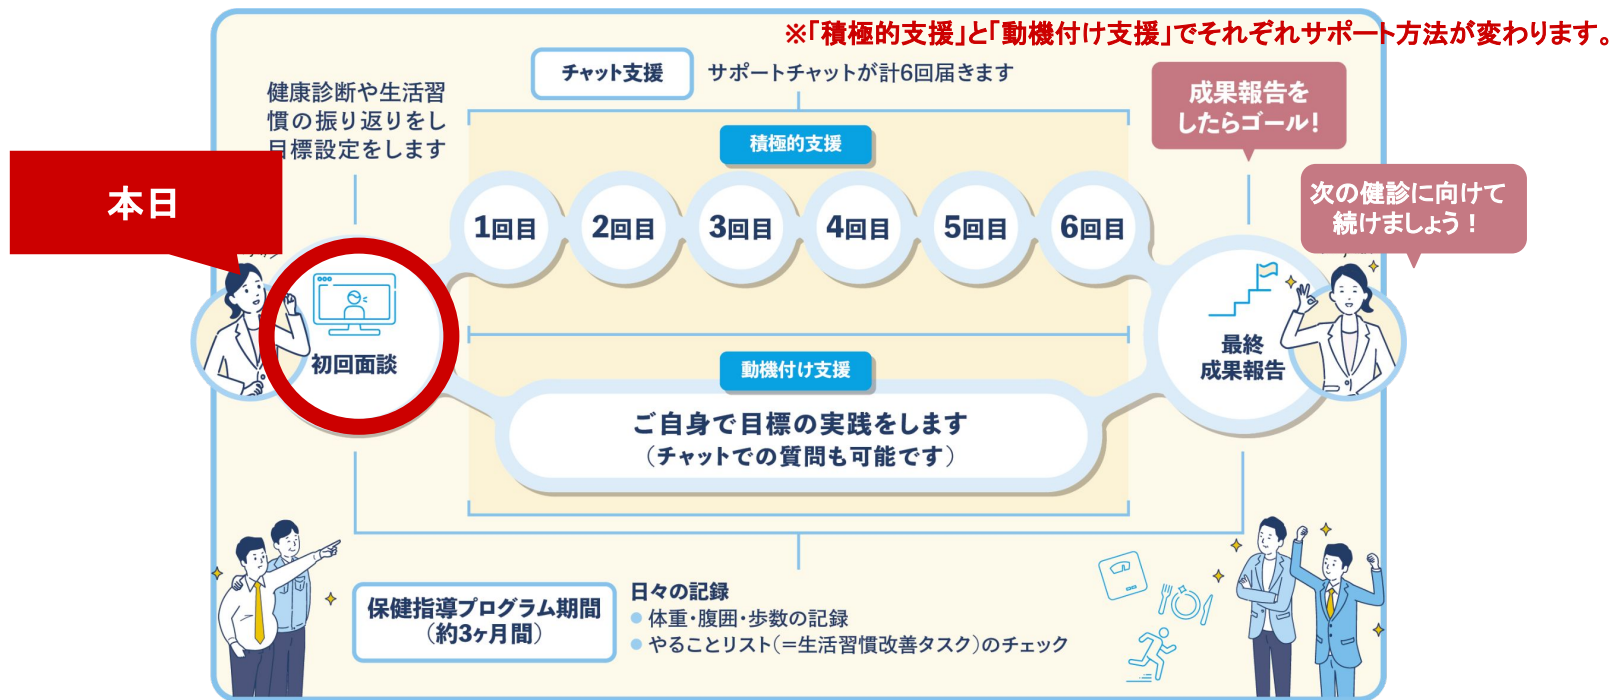 ※「積極的支援」と「動機付け支援」でそれぞれサポート方法が変わります。
チャット支援
サポートチャットが計6回届きます
健康診断や生活習
慣の振り返りをし
目標設定をします
成果報告を
したらゴール！
積極的支援
本日
次の健診に向けて
続けましょう！
1回目
2回目
3回目
4回目
5回目
6回目
初回面談
最終
成果報告
動機付け支援
ご自身で目標の実践をします
（チャットでの質問も可能です）
保健指導プログラム期間
（約3ヶ月間）
日々の記録
● 体重・腹囲・歩数の記録
● やることリスト（＝生活習慣改善タスク）のチェック